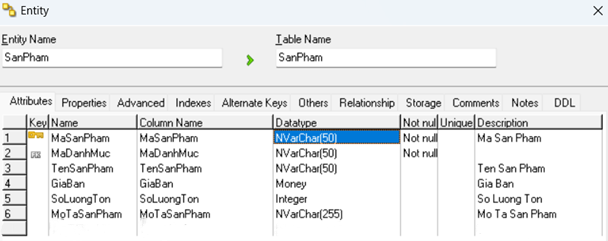 Entity
Entity Name
Table Name
SanPham
SanPham
Attributes Properties Advanced Indexes Alternate Keys Others Relationship Storage Comments Notes DDL
Key Name Column Name Datatype Not nul Unique Description
1 MaSanPham MaSanPham NVarChar(50) Not null Ma San Pham
2 MaDanhMuc MaDanhMuc NVarChar(50) Not null
3 TenSanPham TenSanPham NVarChar(50) Ten San Pham
4 GiaBan GiaBan Money Gia Ban
5 SoLuongTon SoLuongTon Integer So Luong Ton
6 MoTaSanPham MoTaSanPham NVarChar(255) Mo Ta San Pham